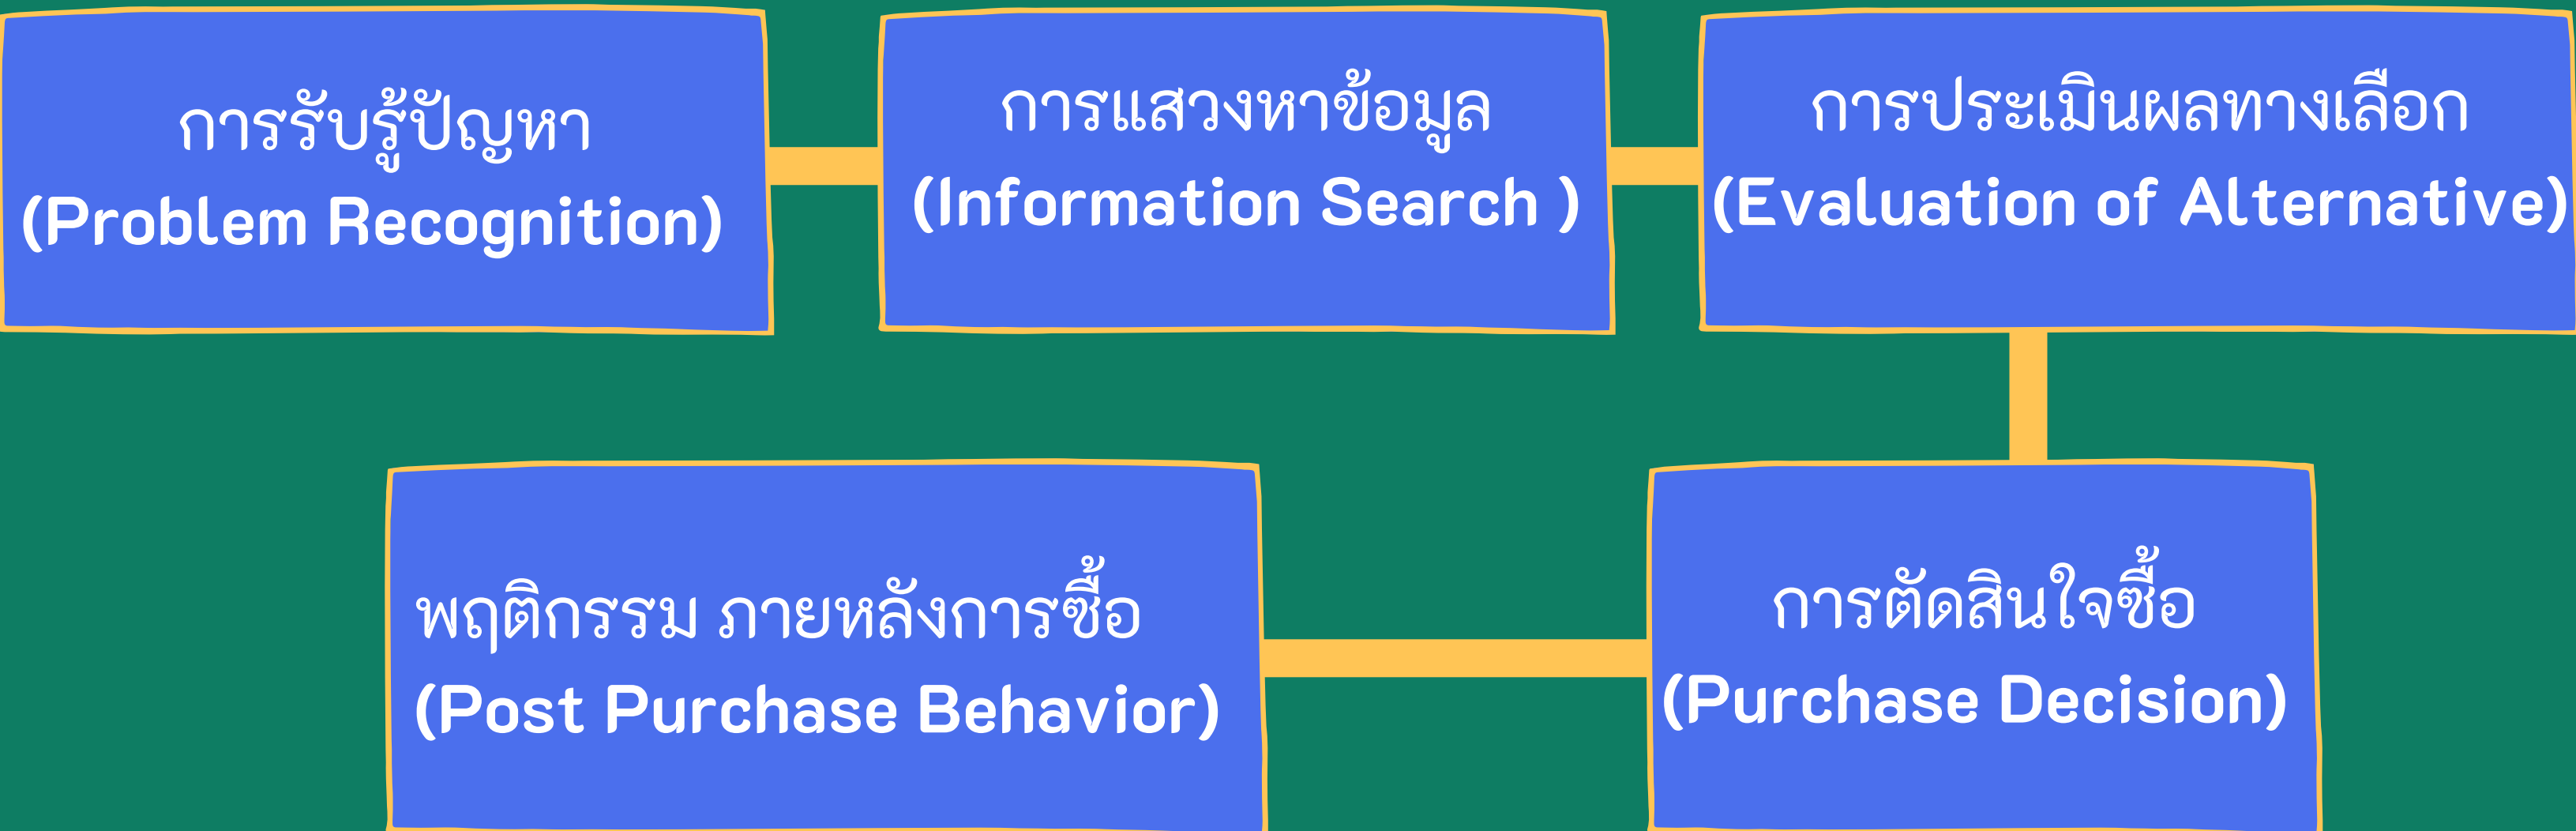 การรับรู้ปัญหา
(Problem Recognition)
การแสวงหาข้อมูล
(Information Search )
การประเมินผลทางเลือก
(Evaluation of Alternative)
พฤติกรรม ภายหลังการซื้อ
(Post Purchase Behavior)
การตัดสินใจซื้อ
(Purchase Decision)